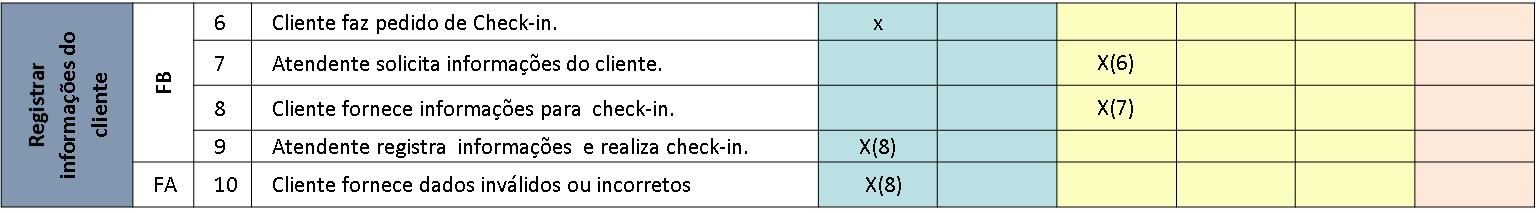 Registrar
informações do
cliente
FB
6 Cliente faz pedido de Check-in. x
7 Atendente solicita informações do cliente. X(6)
8 Cliente fornece informações para check-in. X(7)
9 Atendente registra informações e realiza check-in. X(8)
FA 10 Cliente fornece dados inválidos ou incorretos X(8)